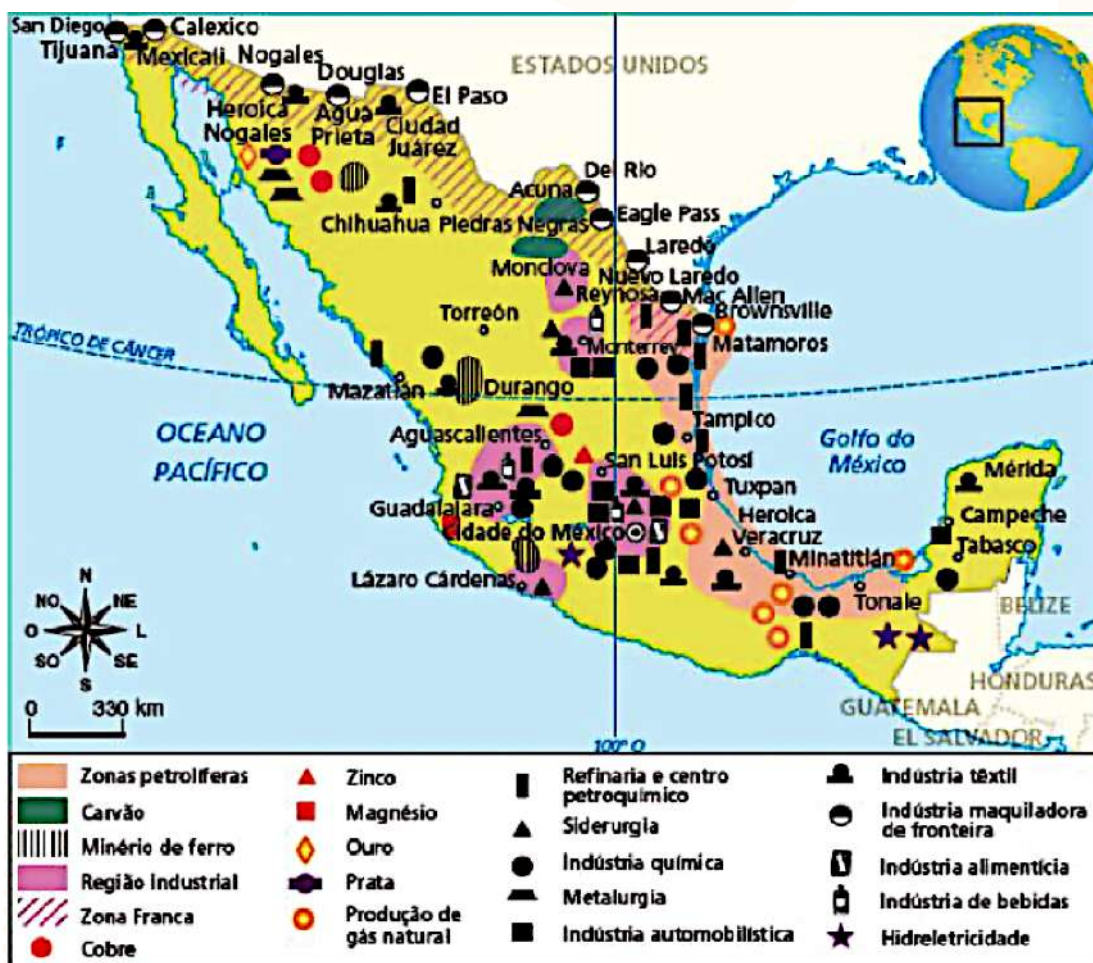 San Diego
Calexico
Tijuana
Mexicali
Nogales
Douglas
El Paso
ESTADOS UNIDOS
Heroica
Nogales
Agua
Prieta
Ciudad
Juárez
Del Rio
Acuna
Eagle Pass
Chihuahua
Piedras Negras
Laredo
Monclova
Nuevo Laredo
Reynosa
Mac Allen
Brownsville
Torreón
Monterrey
Matamoros
TRÓPICO DE CÂNCER
Mazatlán
Durango
Tampico
OCEANO
PACÍFICO
Golfo do
México
Aguascalientes
San Luis Potosí
Mérida
Tuxpan
Guadalajara
Campeche
Cidade do México
Heroica
Veracruz
Tabasco
Minatitlán
Lázaro Cárdenas
Tonale
BELIZE
N
NO
NE
O
L
SO
SE
S
HONDURAS
GUATEMALA
EL SALVADOR
0 330 km
100° O
Zonas petrolíferas
Carvão
Minério de ferro
Região Industrial
Zona Franca
Cobre
Zinco
Magnésio
Ouro
Prata
Produção de
gás natural
Refinaria e centro
petroquímico
Siderurgia
Indústria química
Metalurgia
Indústria automobilística
Indústria têxtil
Indústria maquiladora
de fronteira
Indústria alimentícia
Indústria de bebidas
Hidreletricidade